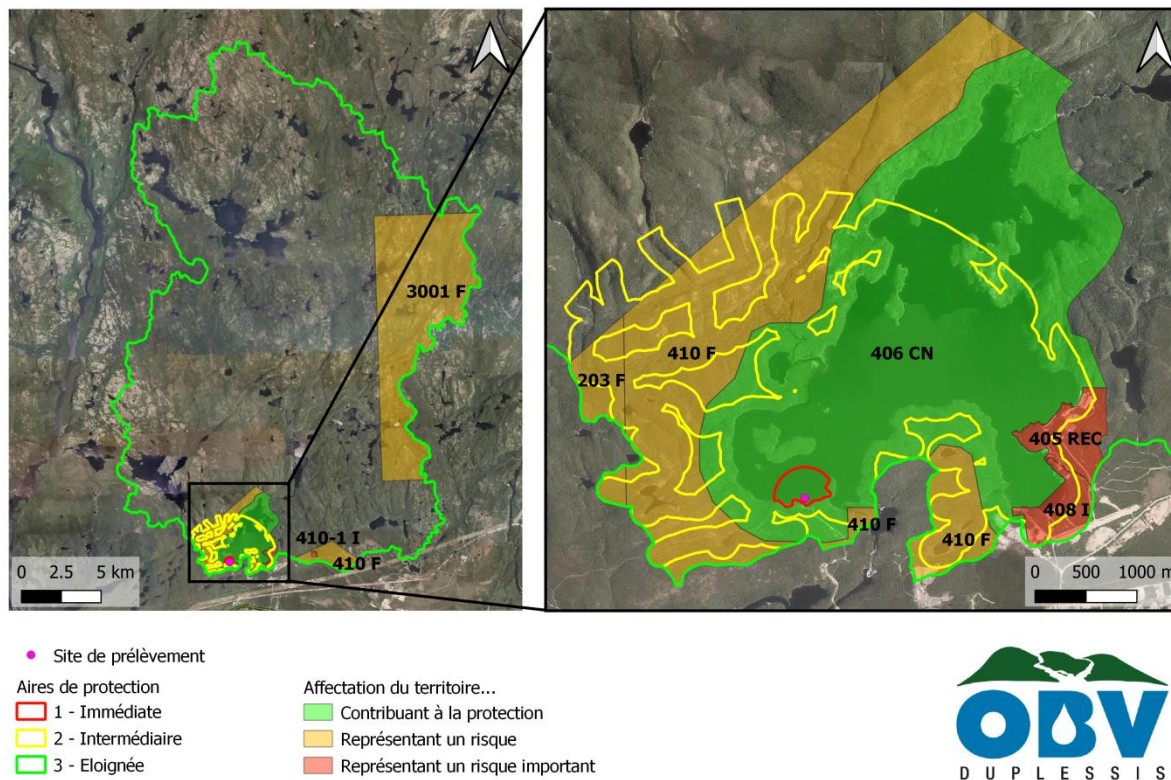 3001 F
410-1 I
410 F
0 2.5 5 km
410 F
203 F
406 CN
405 REC
408 I
410 F
410 F
0 500 1000 m
Site de prélèvement
Aires de protection
1 - Immédiate
2 - Intermédiaire
3 - Eloignée
Affectation du territoire...
Contribuant à la protection
Représentant un risque
Représentant un risque important
OBV
DUPLESSIS